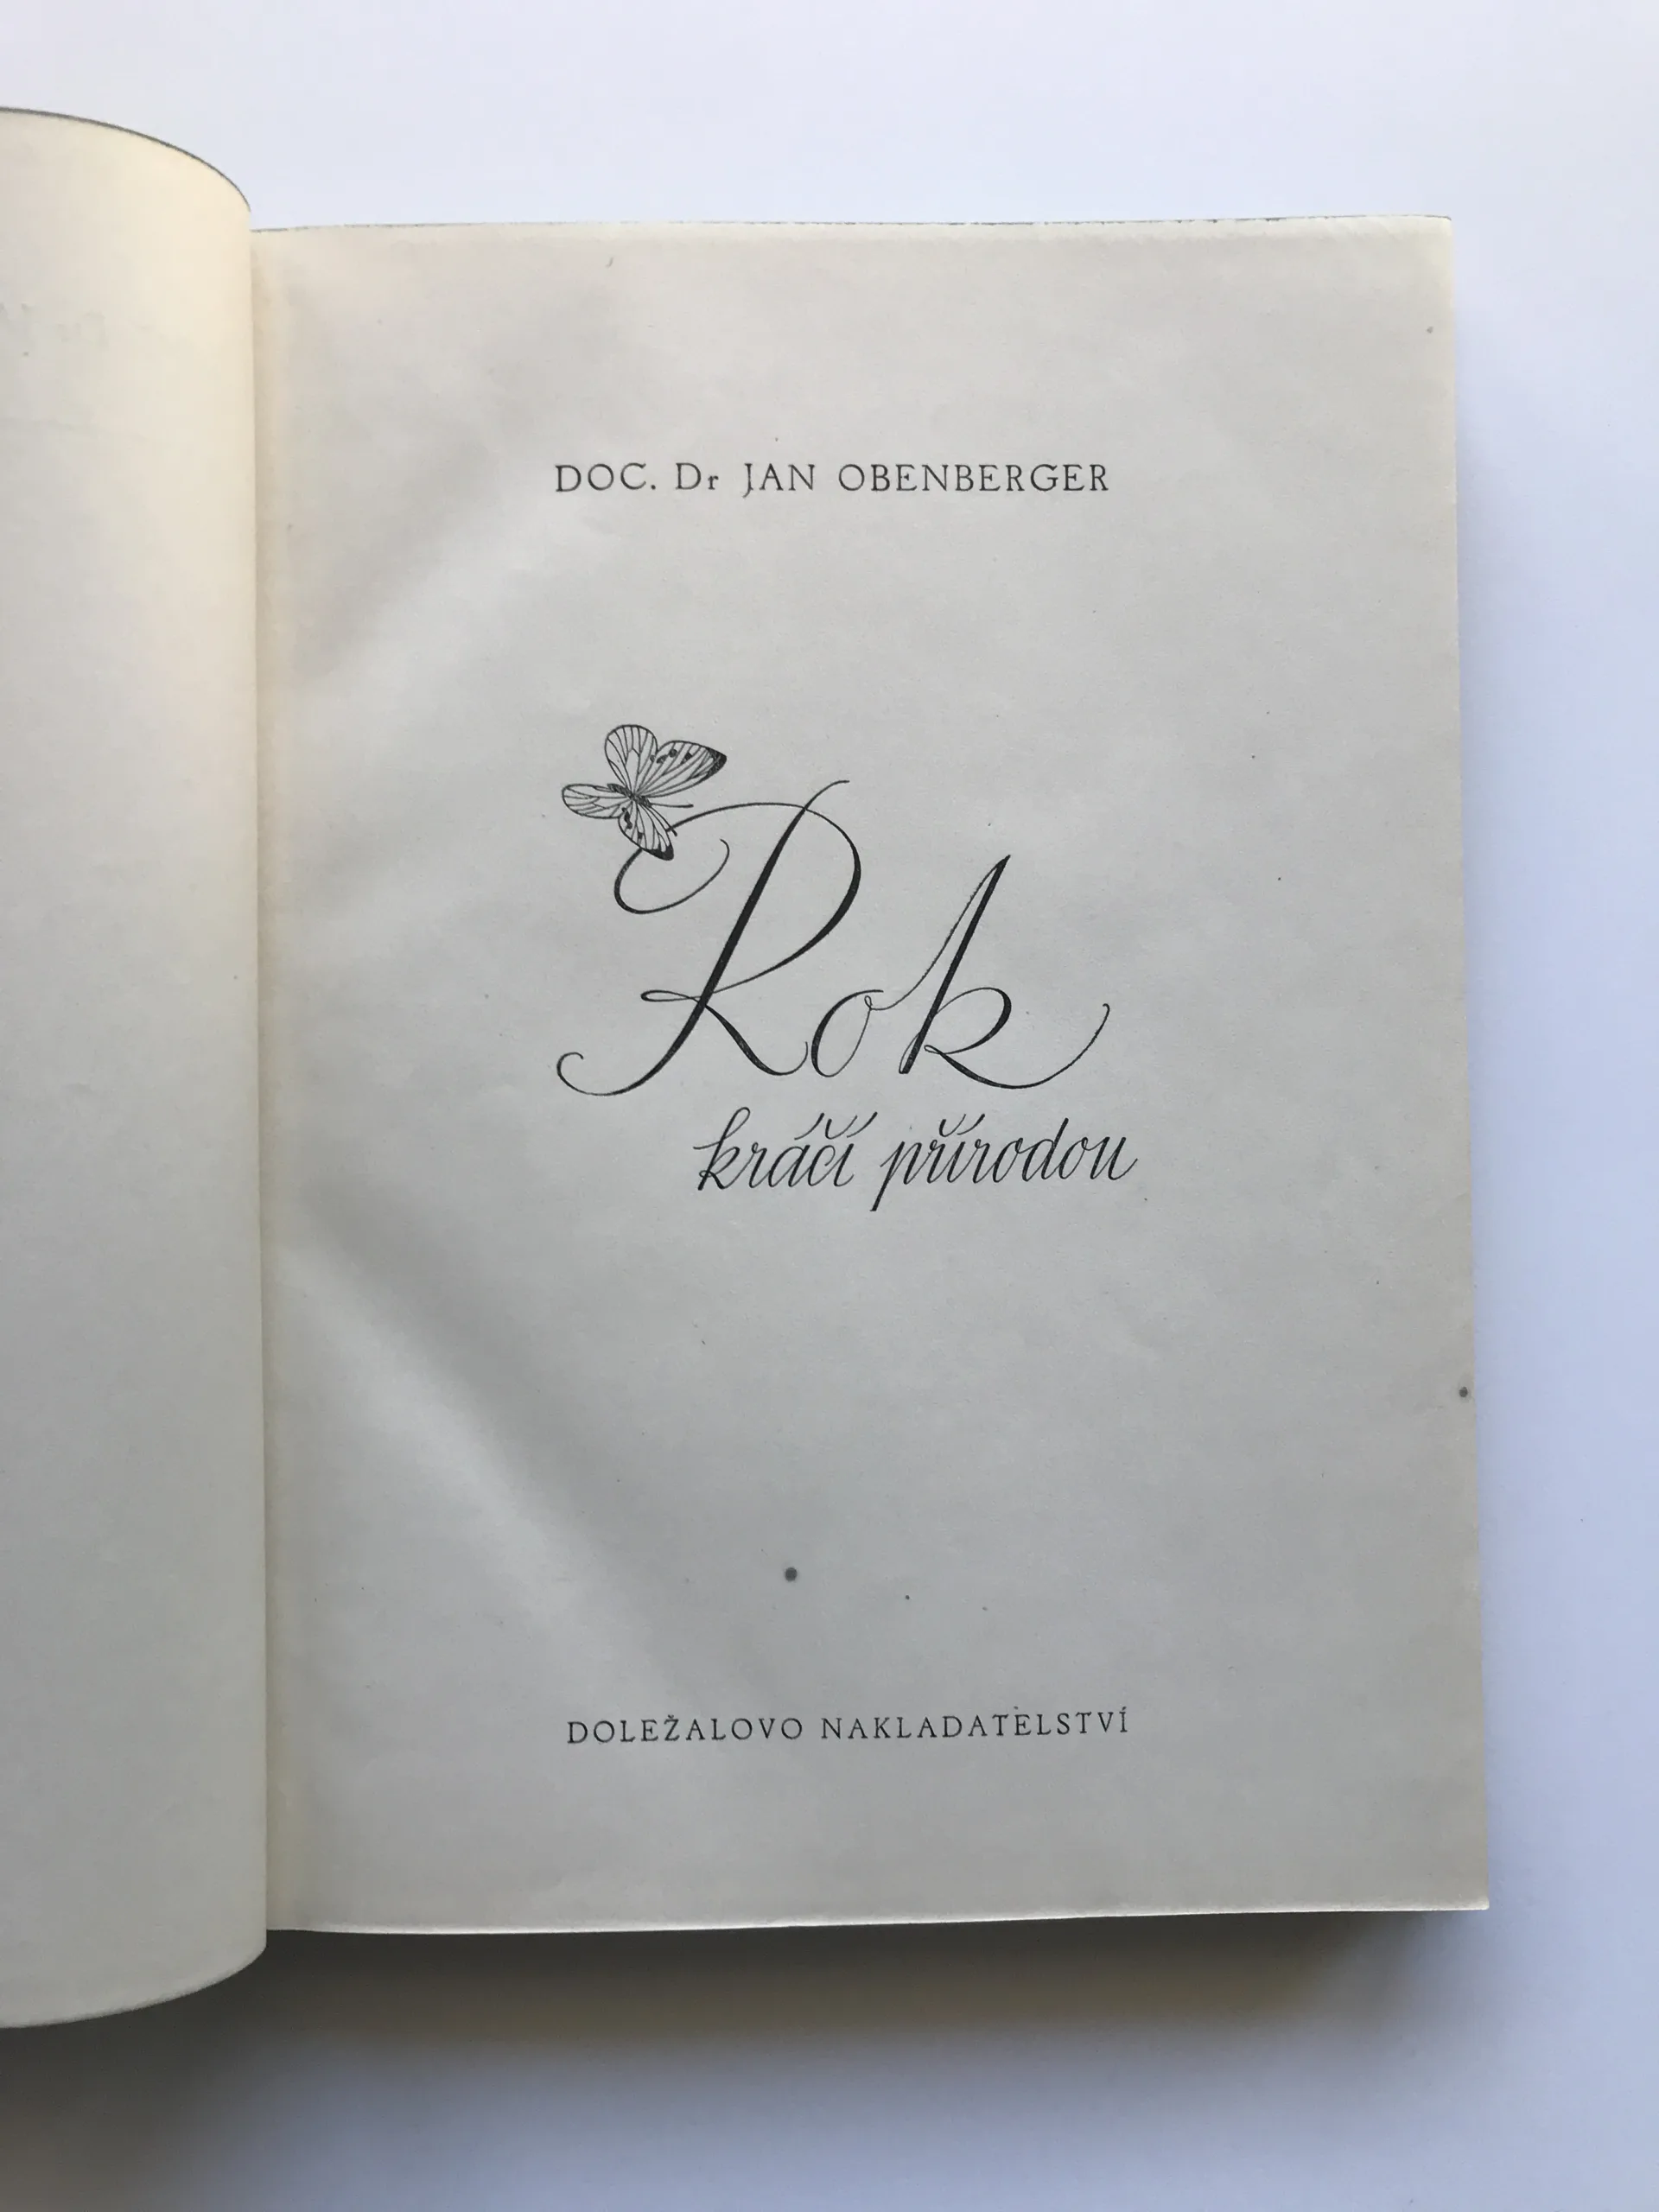 DOC. Dr JAN OBENBERGER
Rok
kráčí přírodou
DOLEŽALOVO NAKLADATELSTVÍ